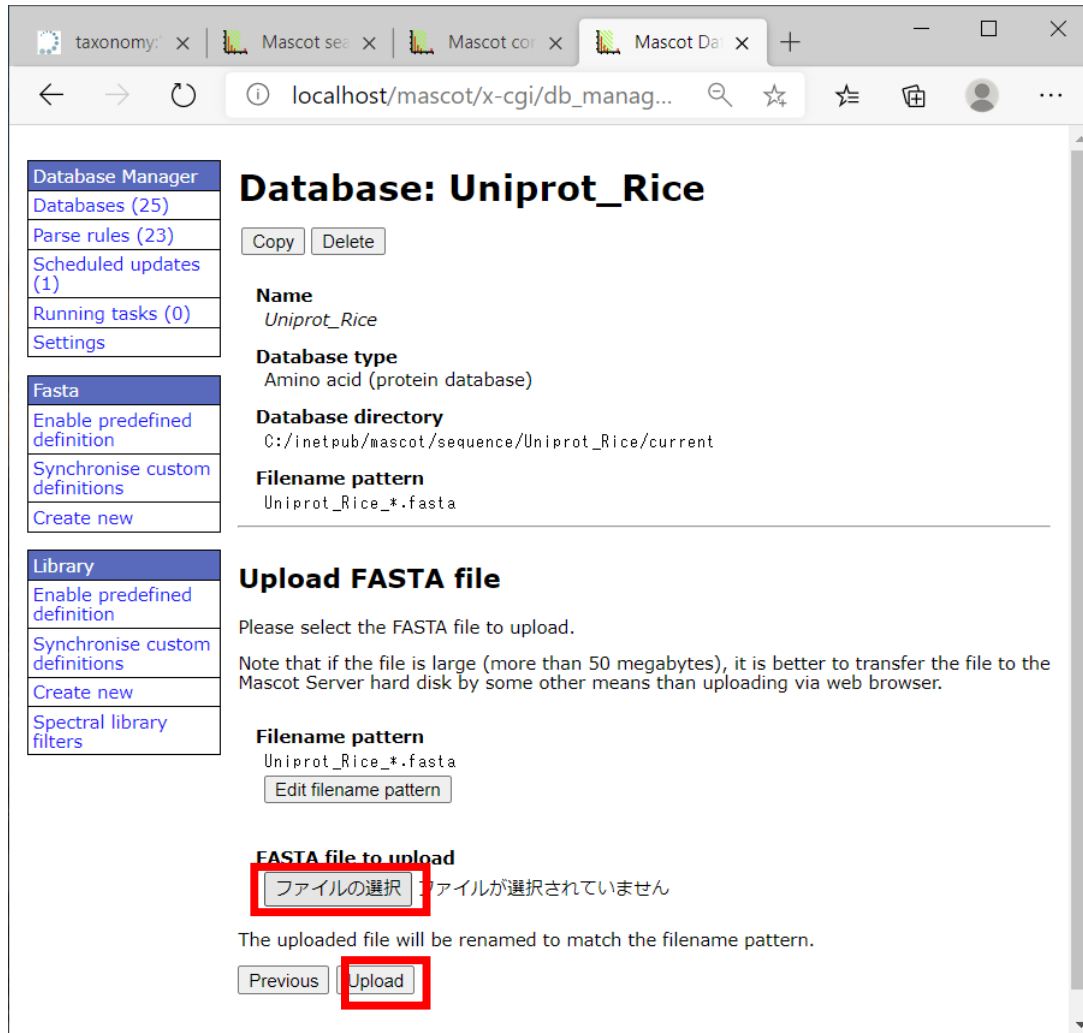 taxonomy:
Mascot sea
Mascot cor
Mascot Dat
localhost/mascot/x-cgi/db_manag...
Database Manager
Databases (25)
Parse rules (23)
Scheduled updates
(1)
Running tasks (0)
Settings
Fasta
Enable predefined
definition
Synchronise custom
definitions
Create new
Library
Enable predefined
definition
Synchronise custom
definitions
Create new
Spectral library
filters
Database: Uniprot_Rice
Copy Delete
Name
Uniprot_Rice
Database type
Amino acid (protein database)
Database directory
C:/inetpub/mascot/sequence/Uniprot_Rice/current
Filename pattern
Uniprot_Rice_*.fasta
Upload FASTA file
Please select the FASTA file to upload.
Note that if the file is large (more than 50 megabytes), it is better to transfer the file to the
Mascot Server hard disk by some other means than uploading via web browser.
Filename pattern
Uniprot_Rice_*.fasta
Edit filename pattern
FASTA file to upload
ファイルの選択 ファイルが選択されていません
The uploaded file will be renamed to match the filename pattern.
Previous Upload